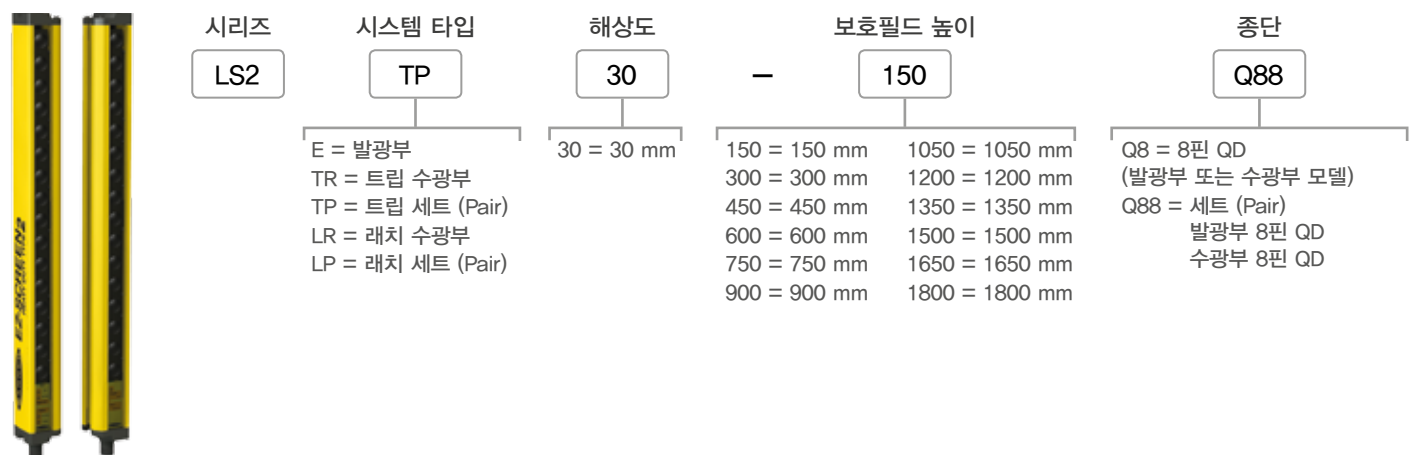 시리즈 시스템 타입 해상도 보호필드 높이 종단
LS2 TP 30 – 150 Q88
E = 발광부
TR = 트립 수광부
TP = 트립 세트 (Pair)
LR = 래치 수광부
LP = 래치 세트 (Pair)
30 = 30 mm
150 = 150 mm
300 = 300 mm
450 = 450 mm
600 = 600 mm
750 = 750 mm
900 = 900 mm
1050 = 1050 mm
1200 = 1200 mm
1350 = 1350 mm
1500 = 1500 mm
1650 = 1650 mm
1800 = 1800 mm
Q8 = 8핀 QD
(발광부 또는 수광부 모델)
Q88 = 세트 (Pair)
발광부 8핀 QD
수광부 8핀 QD
EZ-SCREEN